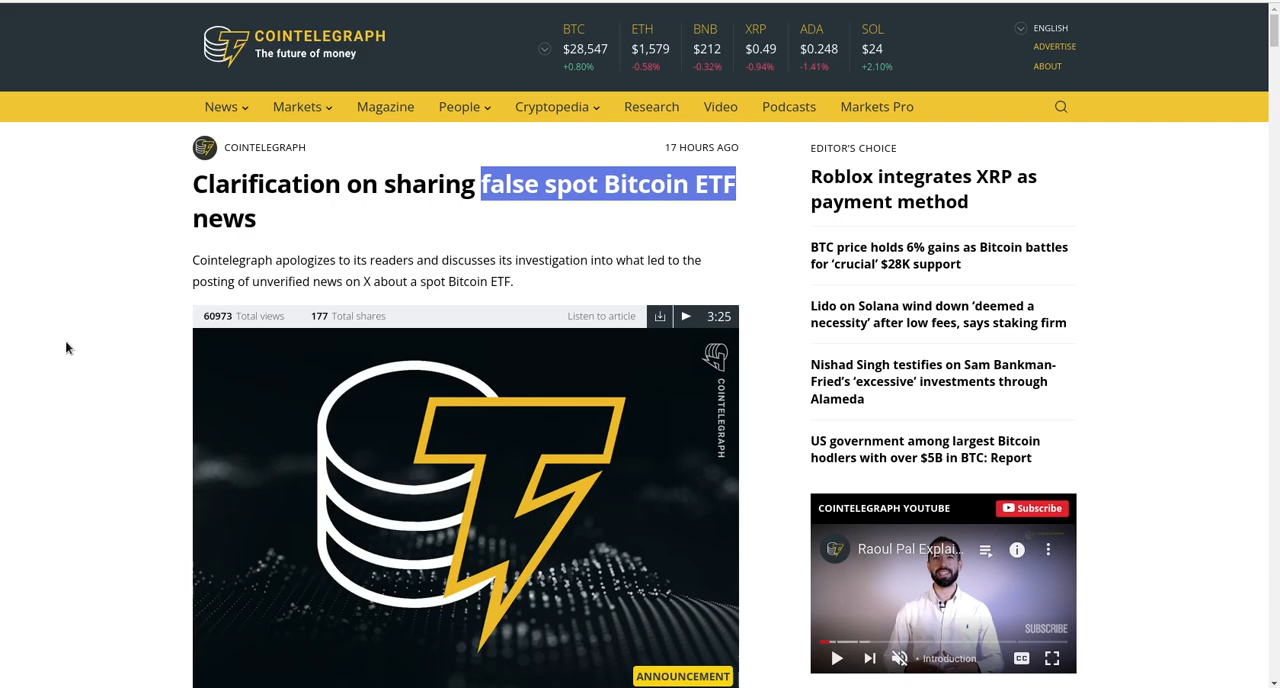 COINTELEGRAPH
The future of money
BTC
$28,547
+0.80%
ETH
$1,579
-0.58%
BNB
$212
-0.32%
XRP
$0.49
-0.94%
ADA
$0.248
-1.41%
SOL
$24
+2.10%
ENGLISH
ADVERTISE
ABOUT
News Markets Magazine People Cryptopedia Research Video Podcasts Markets Pro
COINTELEGRAPH 17 HOURS AGO
Clarification on sharing false spot Bitcoin ETF
news
Cointelegraph apologizes to its readers and discusses its investigation into what led to the
posting of unverified news on X about a spot Bitcoin ETF.
60973 Total views 177 Total shares Listen to article 3:25
COINTELEGRAPH
ANNOUNCEMENT
EDITOR'S CHOICE
Roblox integrates XRP as
payment method
BTC price holds 6% gains as Bitcoin battles
for ‘crucial’ $28K support
Lido on Solana wind down ‘deemed a
necessity’ after low fees, says staking firm
Nishad Singh testifies on Sam Bankman-
Fried’s ‘excessive’ investments through
Alameda
US government among largest Bitcoin
hodlers with over $5B in BTC: Report
COINTELEGRAPH YOUTUBE Subscribe
Raoul Pal Explai...
SUBSCRIBE
• Introduction CC